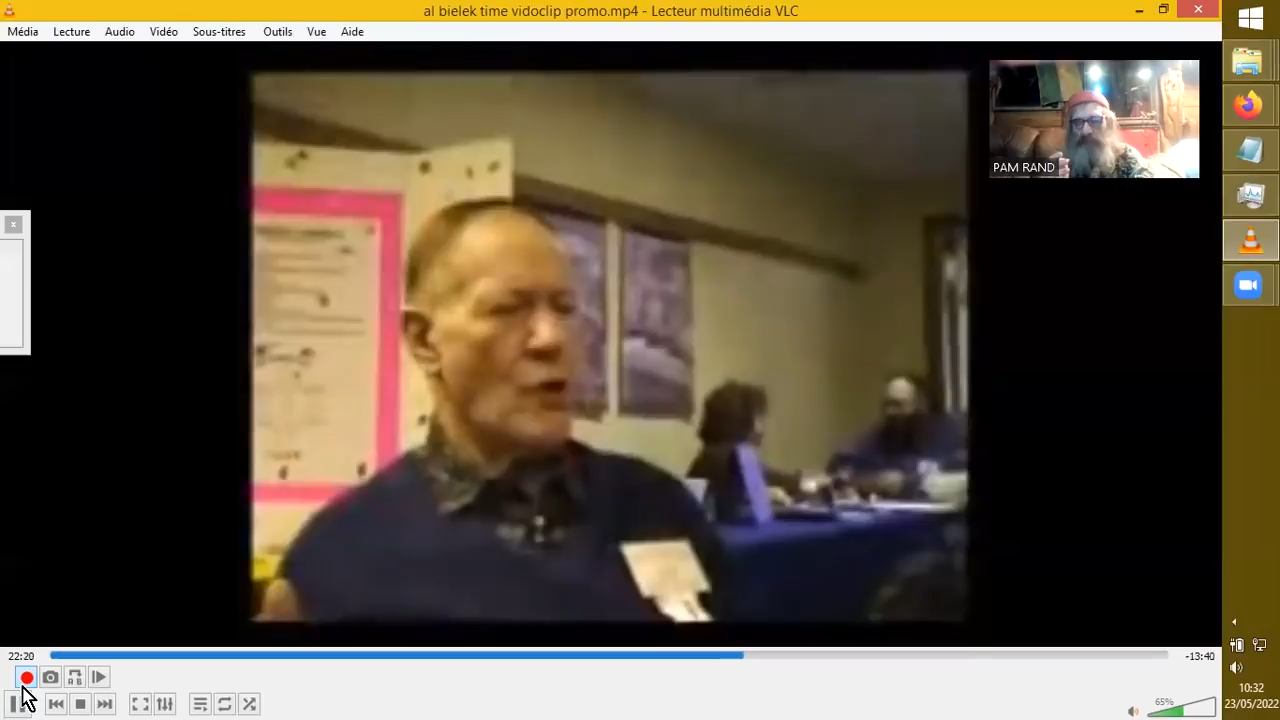 al bielek time vidoclip promo.mp4 - Lecteur multimédia VLC
Média Lecture Audio Vidéo Sous-titres Outils Vue Aide
PAM RAND
22:20
-13:40
65%
10:32
23/05/2022